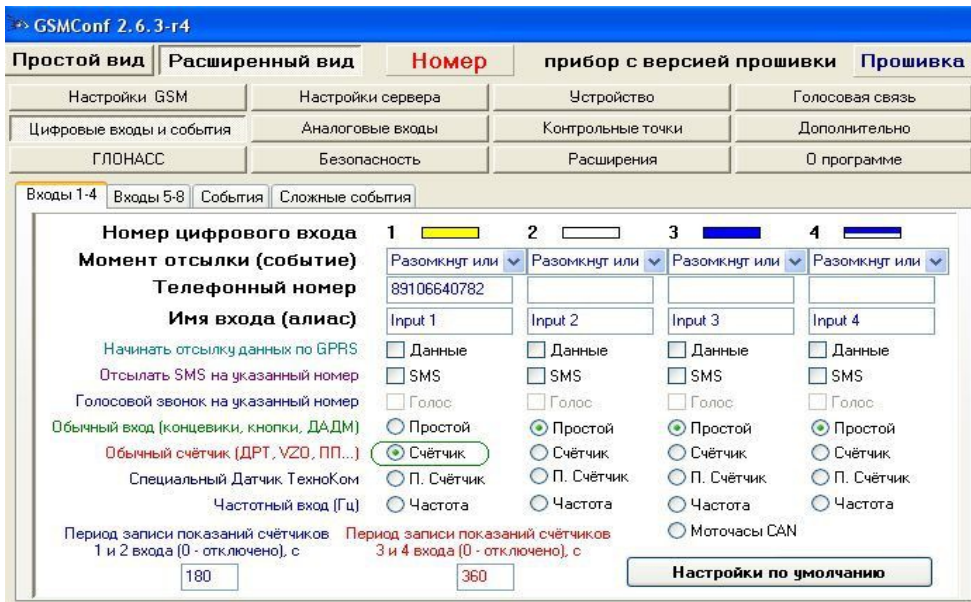 GSMConf 2.6.3-r4
Простой вид Расширенный вид Номер прибор с версией прошивки Прошивка
Настройки GSM Настройки сервера Устройство Голосовая связь
Цифровые входы и события Аналоговые входы Контрольные точки Дополнительно
ГЛОНАСС Безопасность Расширения О программе
Входы 1-4 Входы 5-8 События Сложные события
Номер цифрового входа 1 2 3 4
Момент отсылки (событие) Разомкнут или Разомкнут или Разомкнут или Разомкнут или
Телефонный номер 89106640782
Имя входа (алиас) Input 1 Input 2 Input 3 Input 4
Начинать отсылку данных по GPRS Данные Данные Данные Данные
Отсылать SMS на указанный номер SMS SMS SMS SMS
Голосовой звонок на указанный номер Голос Голос Голос Голос
Обычный вход (концевики, кнопки, ДАДМ) Простой Простой Простой Простой
Обычный счётчик (ДРТ, VZO, ПП...) Счётчик Счётчик Счётчик Счётчик
Специальный Датчик ТехноКом П. Счётчик П. Счётчик П. Счётчик П. Счётчик
Частотный вход (Гц) Частота Частота Частота Частота
Моточасы CAN
Период записи показаний счётчиков Период записи показаний счётчиков
1 и 2 входа (0 - отключено), с 3 и 4 входа (0 - отключено), с
180 360 Настройки по умолчанию